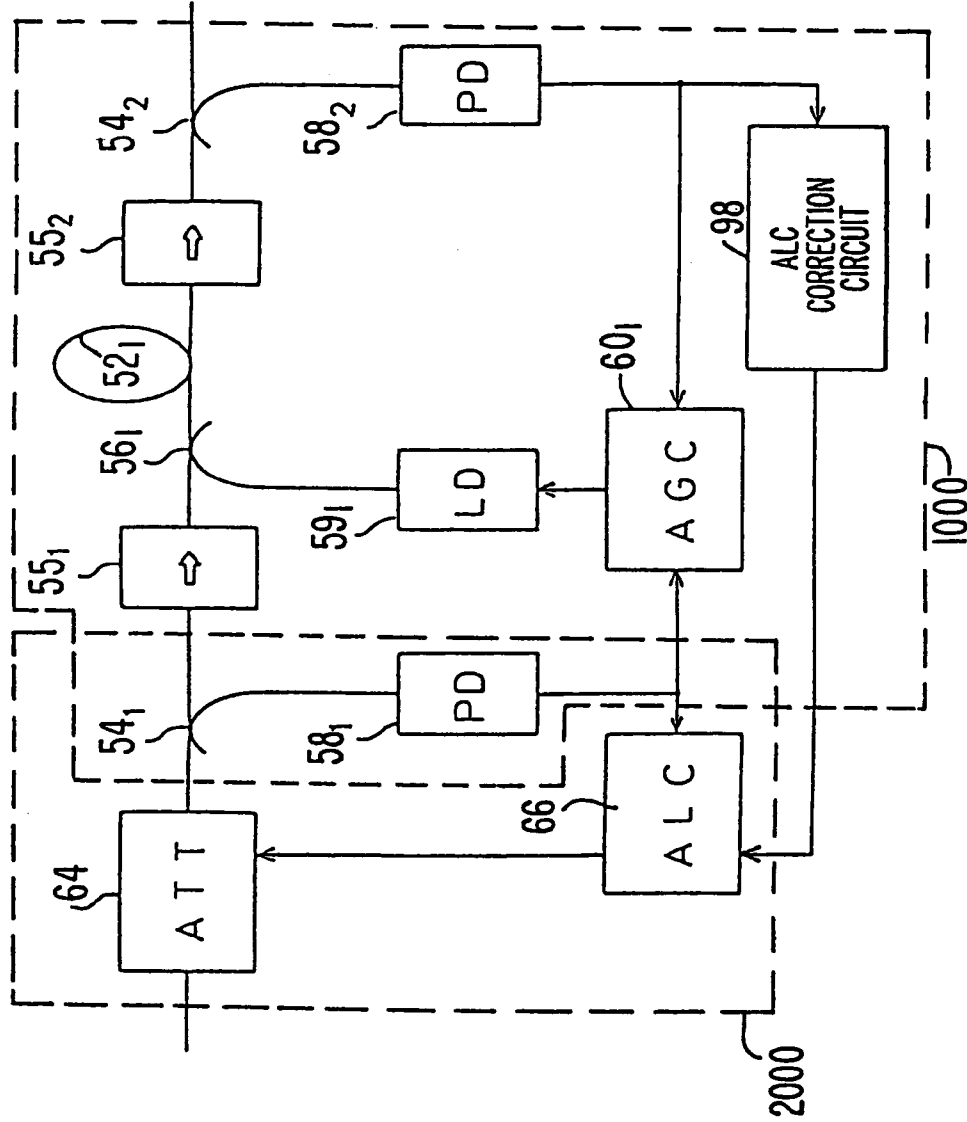 64
ATT
54₁
55₁
56₁
52₁
55₂
54₂
58₁
PD
59₁
LD
58₂
PD
66
ALC
60₁
AGC
98
ALC
CORRECTION
CIRCUIT
2000
1000